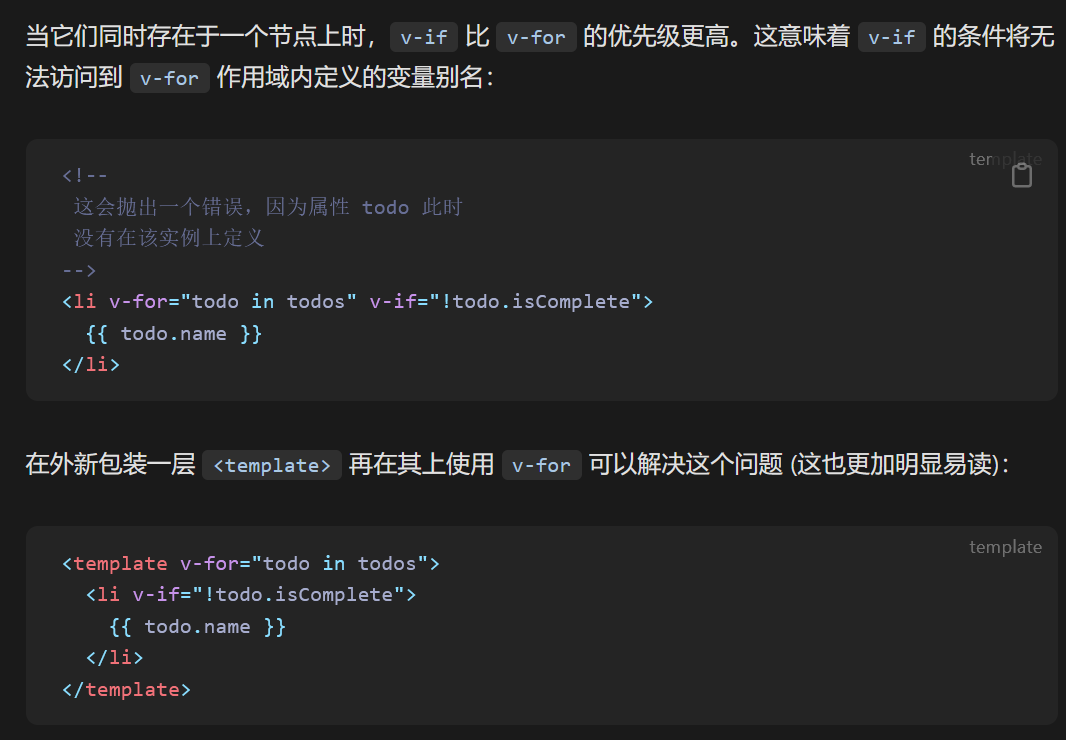 当它们同时存在于一个节点上时，v-if 比 v-for 的优先级更高。这意味着 v-if 的条件将无
法访问到 v-for 作用域内定义的变量别名：
template
<!--
这会抛出一个错误，因为属性 todo 此时
没有在该实例上定义
-->
<li v-for="todo in todos" v-if="!todo.isComplete">
{{ todo.name }}
</li>
在外新包装一层 <template> 再在其上使用 v-for 可以解决这个问题 (这也更加明显易读)：
template
<template v-for="todo in todos">
<li v-if="!todo.isComplete">
{{ todo.name }}
</li>
</template>